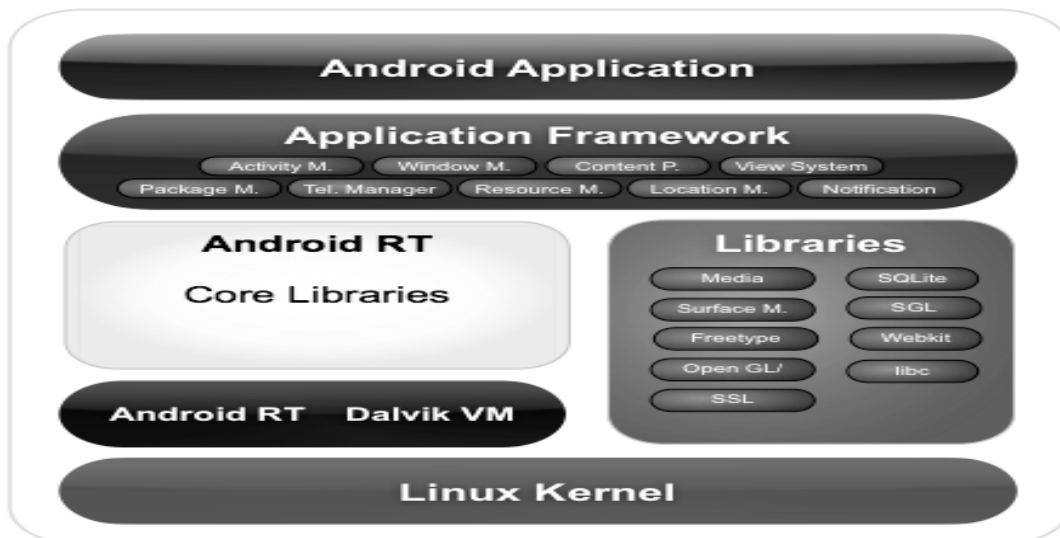 Android Application
Application Framework
Activity M. Window M. Content P. View System
Package M. Tel. Manager Resource M. Location M. Notification
Android RT
Core Libraries
Android RT Dalvik VM
Libraries
Media SQLite
Surface M. SGL
Freetype Webkit
Open GL/ libc
SSL
Linux Kernel